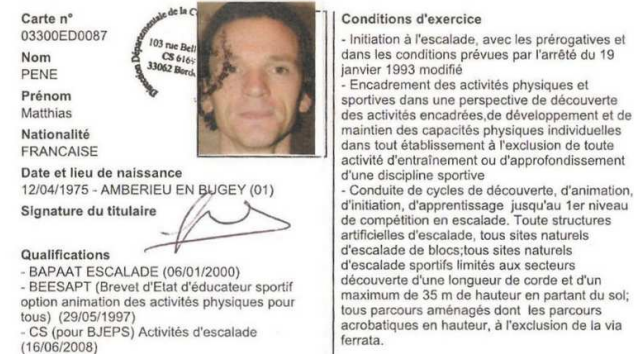 Carte n°
03300ED0087
Nom
PENE
Prénom
Matthias
Nationalité
FRANCAISE
Date et lieu de naissance
12/04/1975 - AMBERIEU EN BUGEY (01)
Signature du titulaire
Qualifications
- BAPAAT ESCALADE (06/01/2000)
- BEESAPT (Brevet d'Etat d'éducateur sportif
option animation des activités physiques pour
tous) (29/05/1997)
- CS (pour BJEPS) Activités d'escalade
(16/06/2008)
Direction Départementale de la
103 rue
CS
33062
Conditions d'exercice
- Initiation à l'escalade, avec les prérogatives et
dans les conditions prévues par l'arrêté du 19
janvier 1993 modifié
- Encadrement des activités physiques et
sportives dans une perspective de découverte
des activités encadrées,de développement et de
maintien des capacités physiques individuelles
dans tout établissement à l'exclusion de toute
activité d'entraînement ou d'approfondissement
d'une discipline sportive
- Conduite de cycles de découverte, d'animation,
d'initiation, d'apprentissage jusqu'au 1er niveau
de compétition en escalade. Toute structures
artificielles d'escalade, tous sites naturels
d'escalade de blocs;tous sites naturels
d'escalade sportifs limités aux secteurs
découverte d'une longueur de corde et d'un
maximum de 35 m de hauteur en partant du sol;
tous parcours aménagés dont les parcours
acrobatiques en hauteur, à l'exclusion de la via
ferrata.